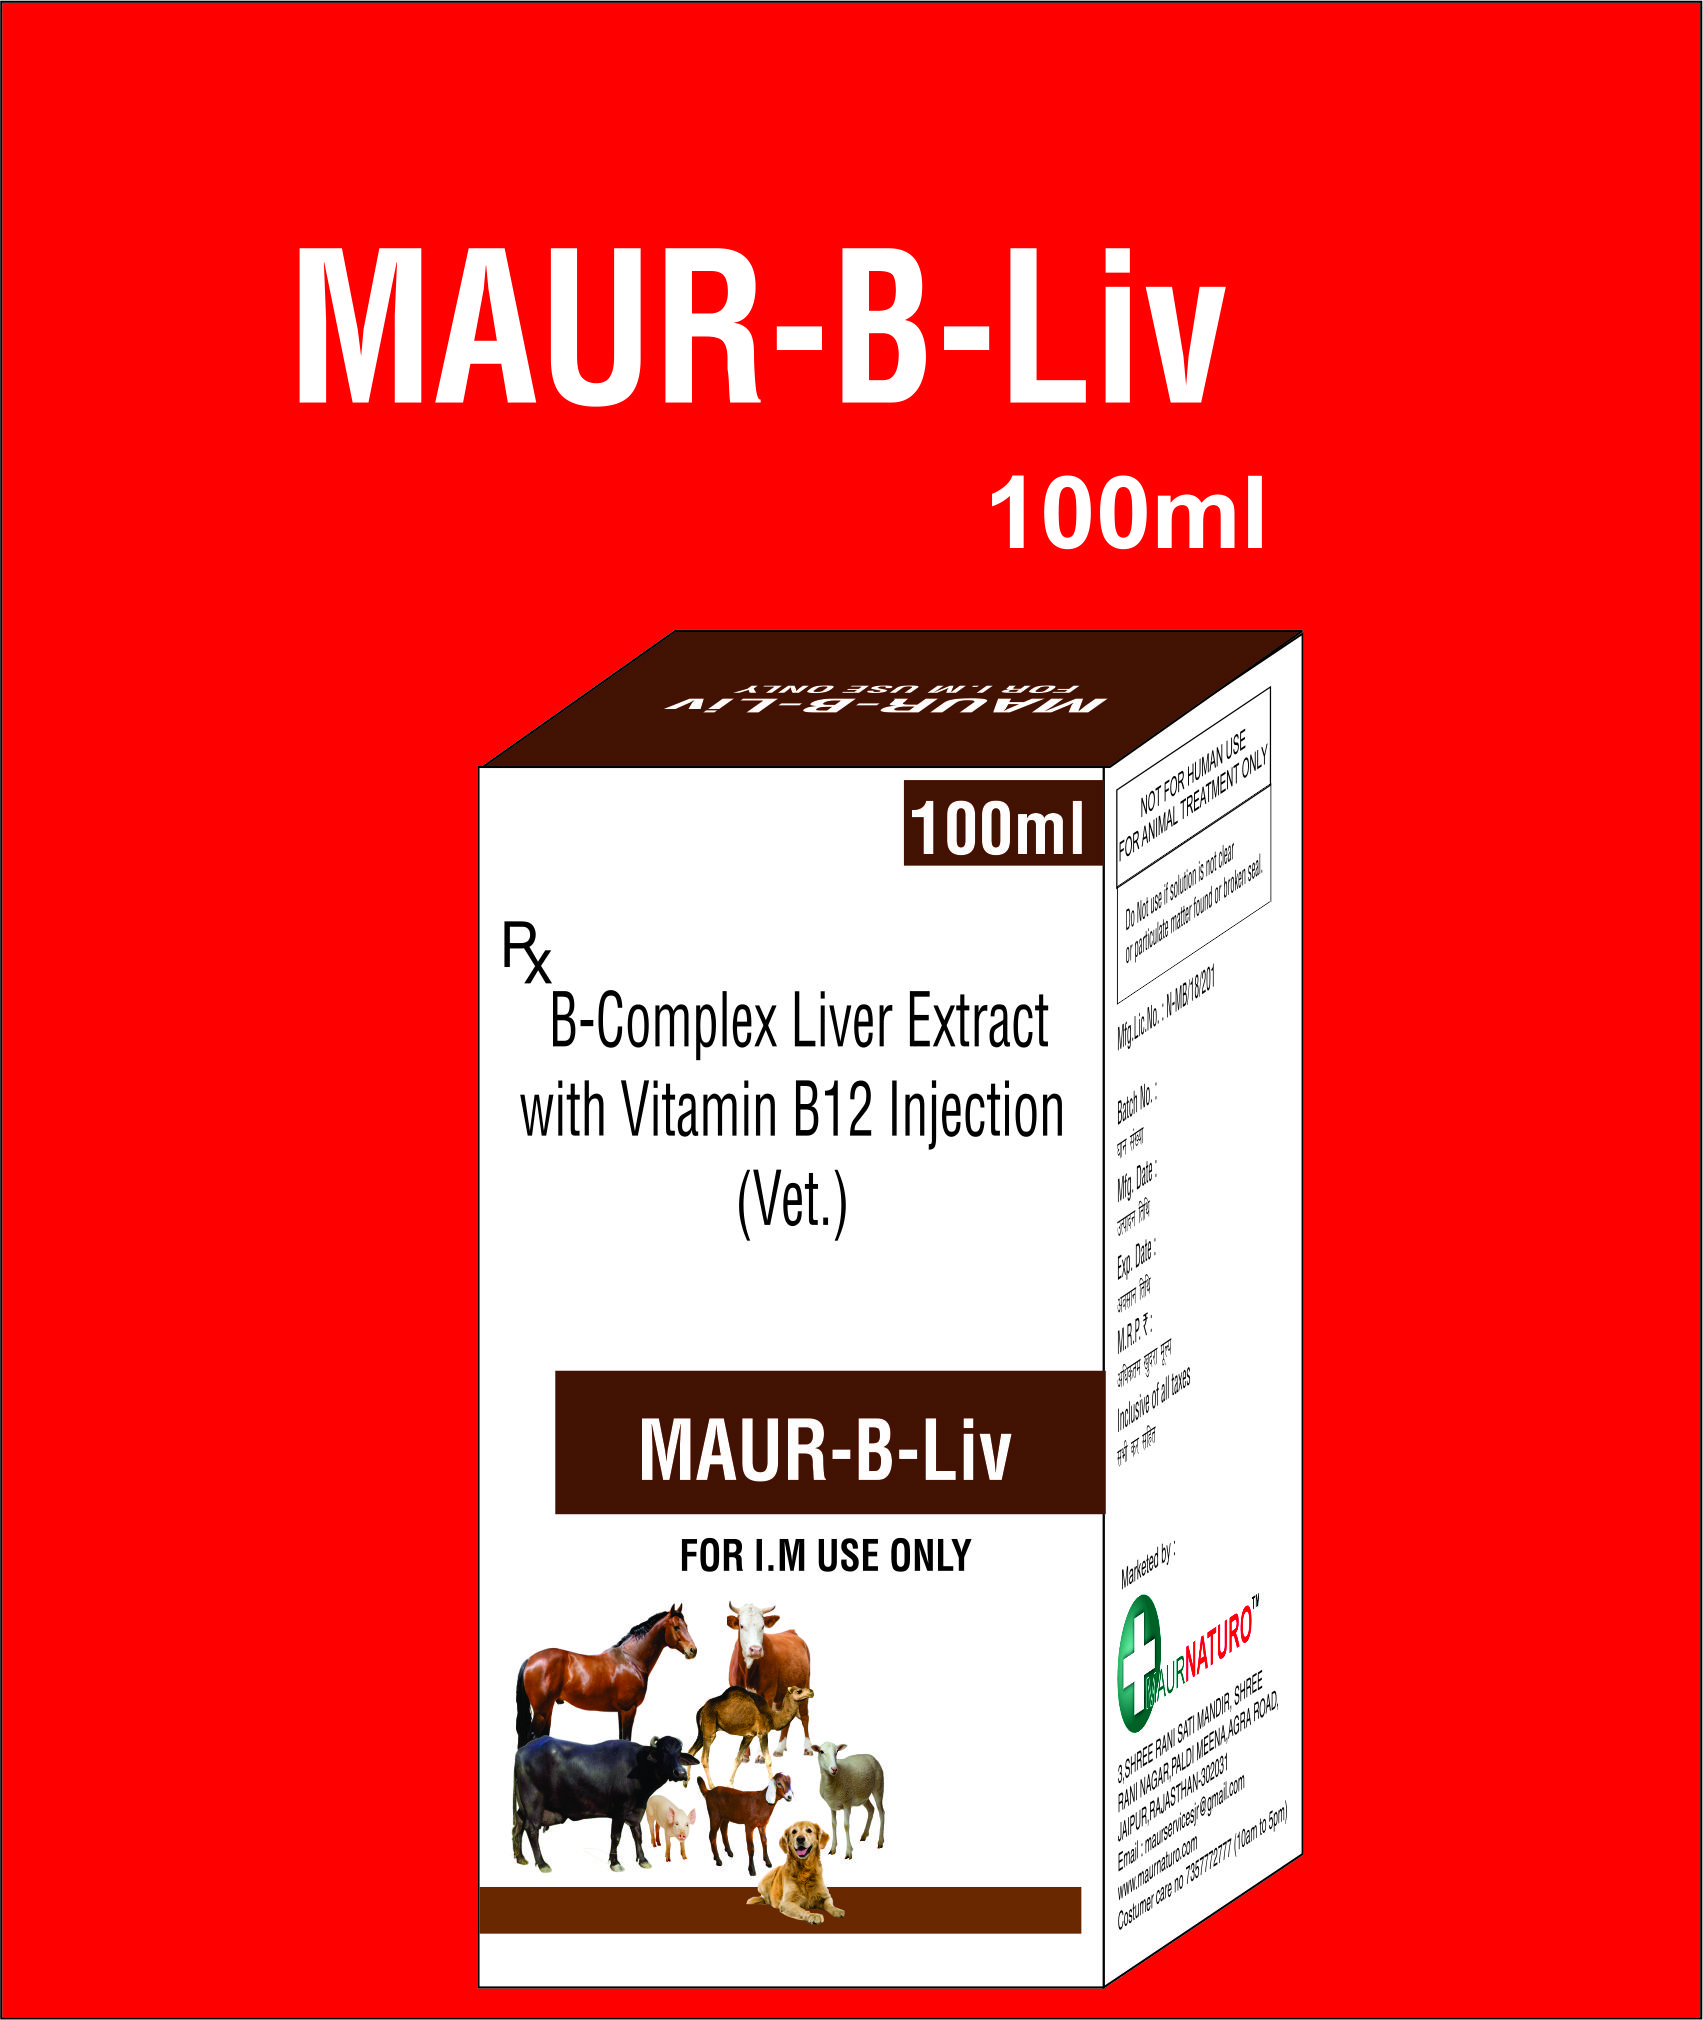 MAUR-B-Liv
100ml
MAUR-B-Liv
FOR I.M USE ONLY
100ml
Rx
B-Complex Liver Extract
with Vitamin B12 Injection
(Vet.)
MAUR-B-Liv
FOR I.M USE ONLY
NOT FOR HUMAN USE
FOR ANIMAL TREATMENT ONLY
Do Not use if solution is not clear
or particulate matter found or broken seal.
Mfg.Lic.No. : N-MB/18/201
Batch No. :
घान संख्या
Mfg. Date :
उत्पादन तिथि
Exp. Date :
अवसान तिथि
M.R.P. ₹ :
अधिकतम खुदरा मूल्य
Inclusive of all taxes
सभी कर सहित
Marketed by :
MAURNATURO™
3,SHREE RANI SATI MANDIR, SHREE
RANI NAGAR,PALDI MEENA,AGRA ROAD,
JAIPUR,RAJASTHAN-302031
Email : maurservicesjr@gmail.com
www.maurnaturo.com
Costumer care no 7357772777 (10am to 5pm)